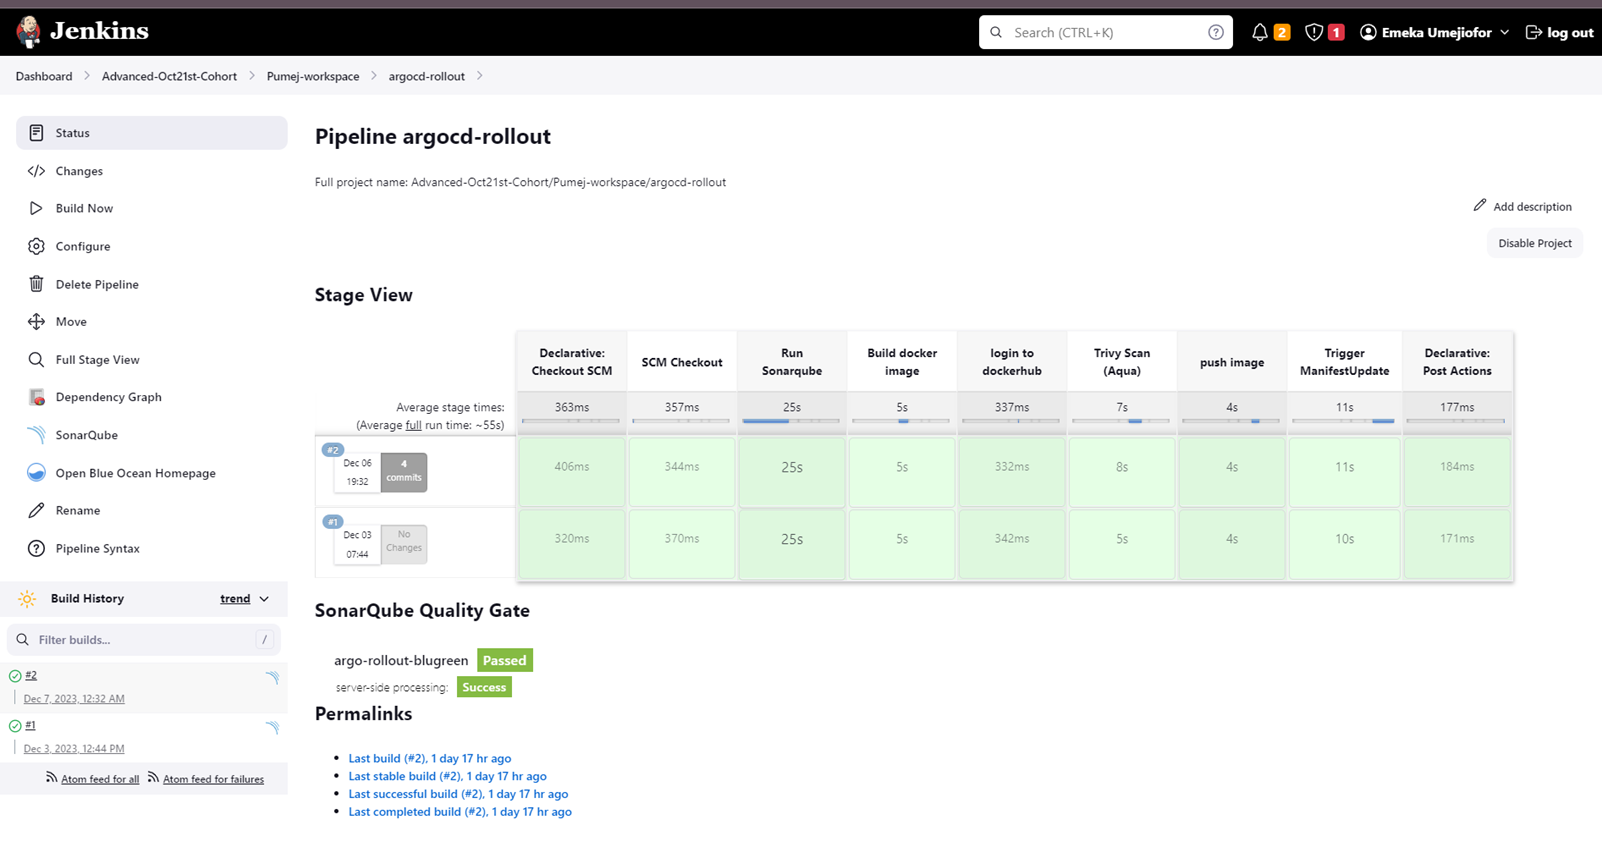 Jenkins
Search (CTRL+K)
?
2
1
Emeka Umejiofor
log out
Dashboard
Advanced-Oct21st-Cohort
Pumej-workspace
argocd-rollout
Status
Changes
Build Now
Configure
Delete Pipeline
Move
Full Stage View
Dependency Graph
SonarQube
Open Blue Ocean Homepage
Rename
Pipeline Syntax
Build History
trend
Filter builds...
/
#2
Dec 7, 2023, 12:32 AM
#1
Dec 3, 2023, 12:44 PM
Atom feed for all
Atom feed for failures
Pipeline argocd-rollout
Full project name: Advanced-Oct21st-Cohort/Pumej-workspace/argocd-rollout
Add description
Disable Project
Stage View
Declarative: Checkout SCM
SCM Checkout
Run Sonarqube
Build docker image
login to dockerhub
Trivy Scan (Aqua)
push image
Trigger ManifestUpdate
Declarative: Post Actions
Average stage times:
(Average full run time: ~55s)
363ms
357ms
25s
5s
337ms
7s
4s
11s
177ms
#2
Dec 06
19:32
4
commits
406ms
344ms
25s
5s
332ms
8s
4s
11s
184ms
#1
Dec 03
07:44
No
Changes
320ms
370ms
25s
5s
342ms
5s
4s
10s
171ms
SonarQube Quality Gate
argo-rollout-blugreen Passed
server-side processing: Success
Permalinks
Last build (#2), 1 day 17 hr ago
Last stable build (#2), 1 day 17 hr ago
Last successful build (#2), 1 day 17 hr ago
Last completed build (#2), 1 day 17 hr ago